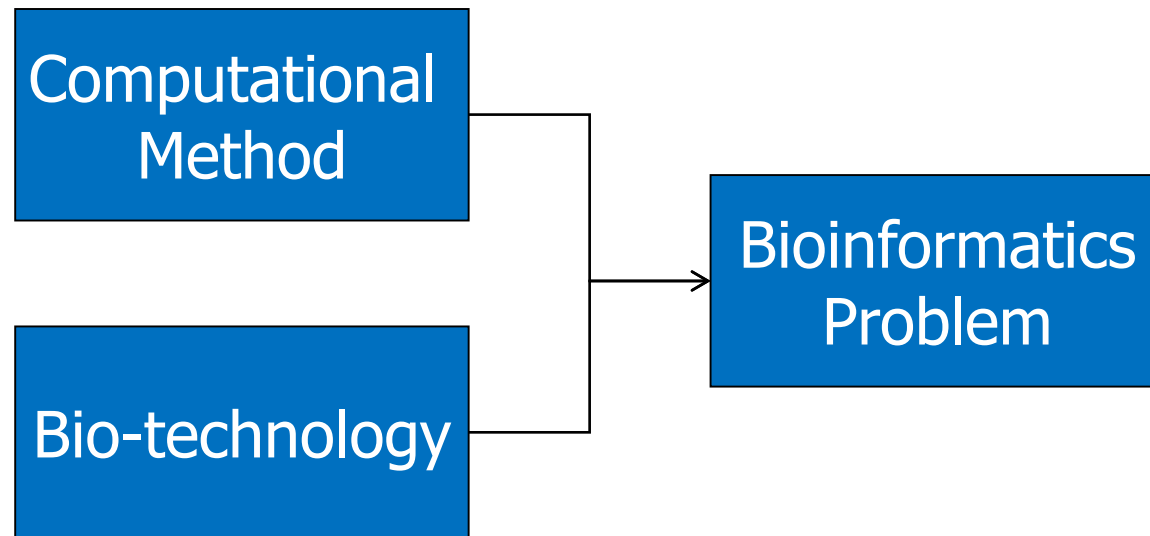 Computational
Method
Bio-technology
Bioinformatics
Problem